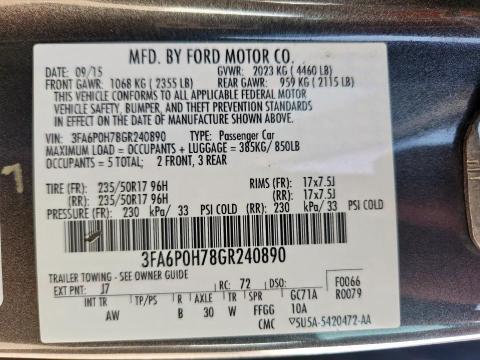 MFD. BY FORD MOTOR CO.
DATE: 09/15 GVWR: 2023 KG ( 4460 LB)
FRONT GAWR: 1068 KG ( 2355 LB) REAR GAWR: 959 KG ( 2115 LB)
THIS VEHICLE CONFORMS TO ALL APPLICABLE FEDERAL MOTOR
VEHICLE SAFETY, BUMPER, AND THEFT PREVENTION STANDARDS
IN EFFECT ON THE DATE OF MANUFACTURE SHOWN ABOVE.
VIN: 3FA6P0H78GR240890 TYPE: Passenger Car
MAXIMUM LOAD = OCCUPANTS + LUGGAGE = 385KG/ 850LB
OCCUPANTS = 5 TOTAL; 2 FRONT, 3 REAR
TIRE (FR): 235/50R17 96H RIMS (FR): 17x7.5J
(RR): 235/50R17 96H (RR): 17x7.5J
PRESSURE (FR): 230 kPa/ 33 PSI COLD (RR): 230 kPa/ 33 PSI COLD
3FA6P0H78GR240890
TRAILER TOWING - SEE OWNER GUIDE
EXT PNT: J7 RC: 72 DSO: F0066
INT TR TP/PS R AXLE TR SPR GC71A R0079
AW B 30 W FFGG 10A
CMC 5U5A-5420472-AA